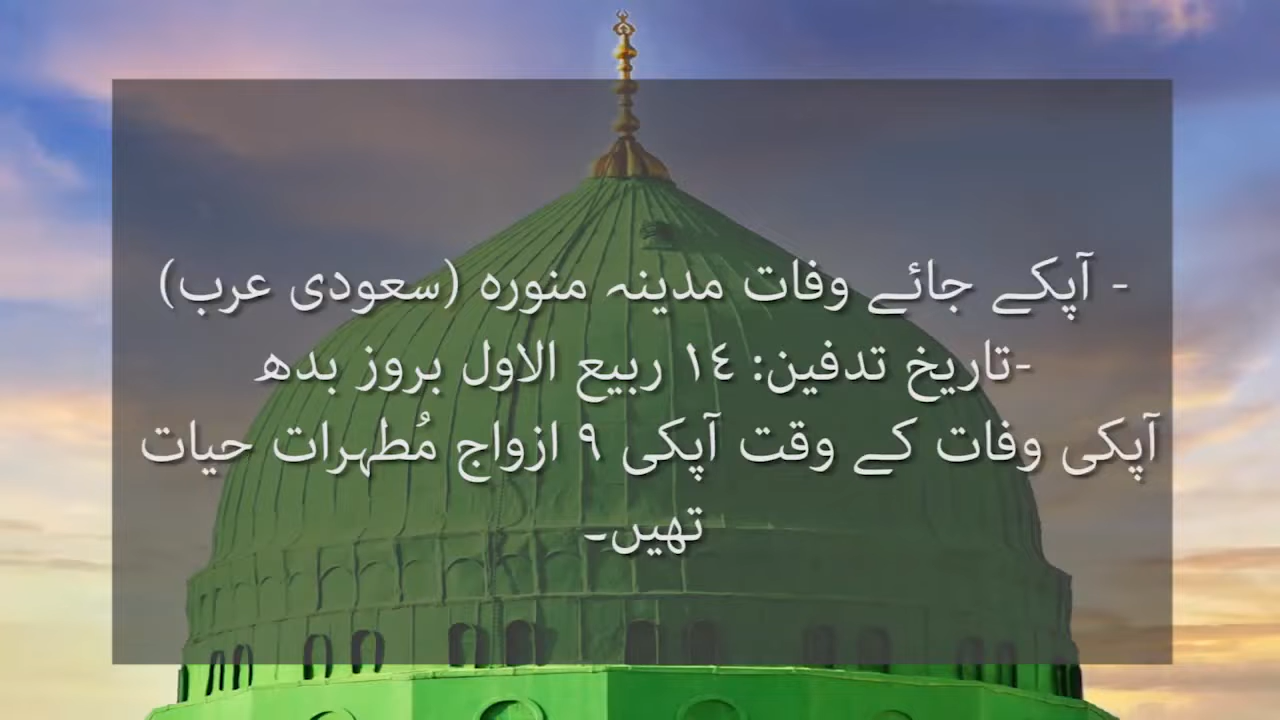 - آپکے جائے وفات مدینہ منورہ (سعودی عرب)
-تاریخ تدفین: ١٤ ربیع الاول بروز بدھ
آپکی وفات کے وقت آپکی ٩ ازواج مُطہرات حیات
تھیں۔